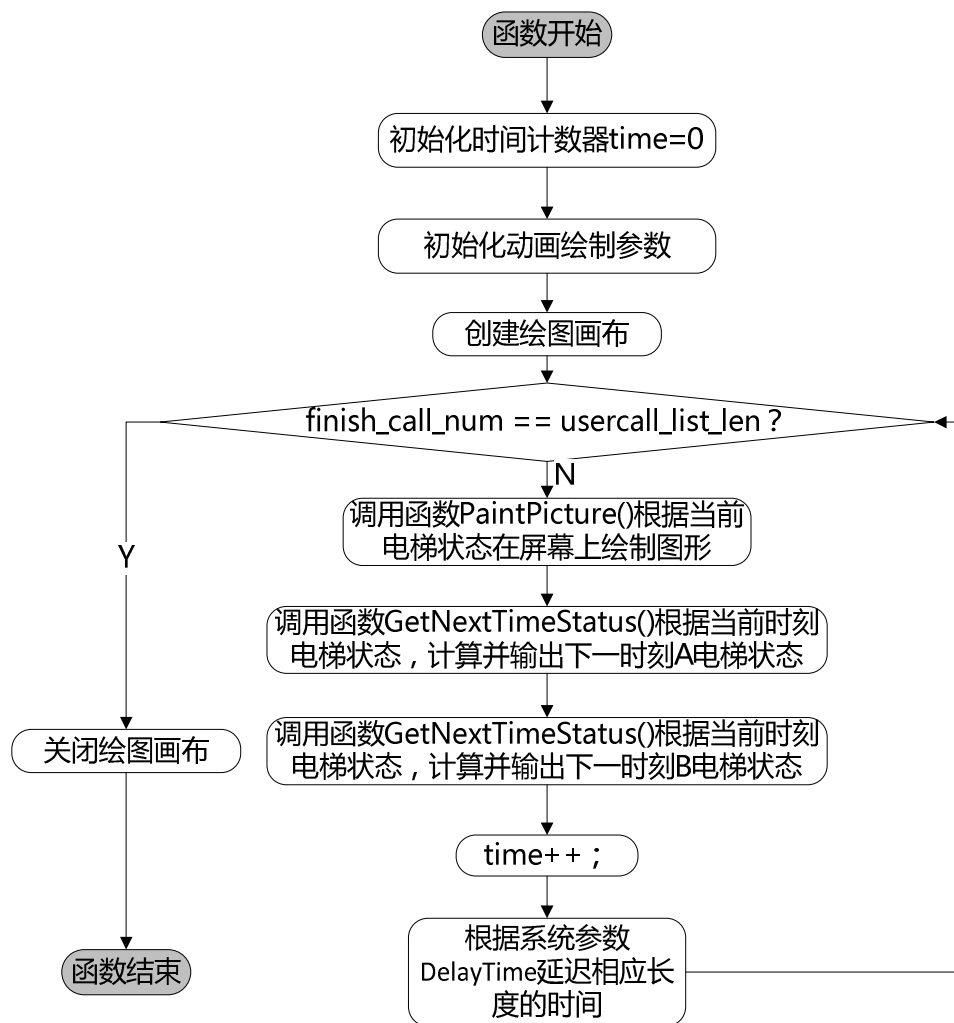 函数开始
初始化时间计数器time=0
初始化动画绘制参数
创建绘图画布
finish_call_num == usercall_list_len？
N
调用函数PaintPicture()根据当前
电梯状态在屏幕上绘制图形
Y
调用函数GetNextTimeStatus()根据当前时刻
电梯状态，计算并输出下一时刻A电梯状态
调用函数GetNextTimeStatus()根据当前时刻
电梯状态，计算并输出下一时刻B电梯状态
关闭绘图画布
time++；
根据系统参数
DelayTime延迟相应长
度的时间
函数结束